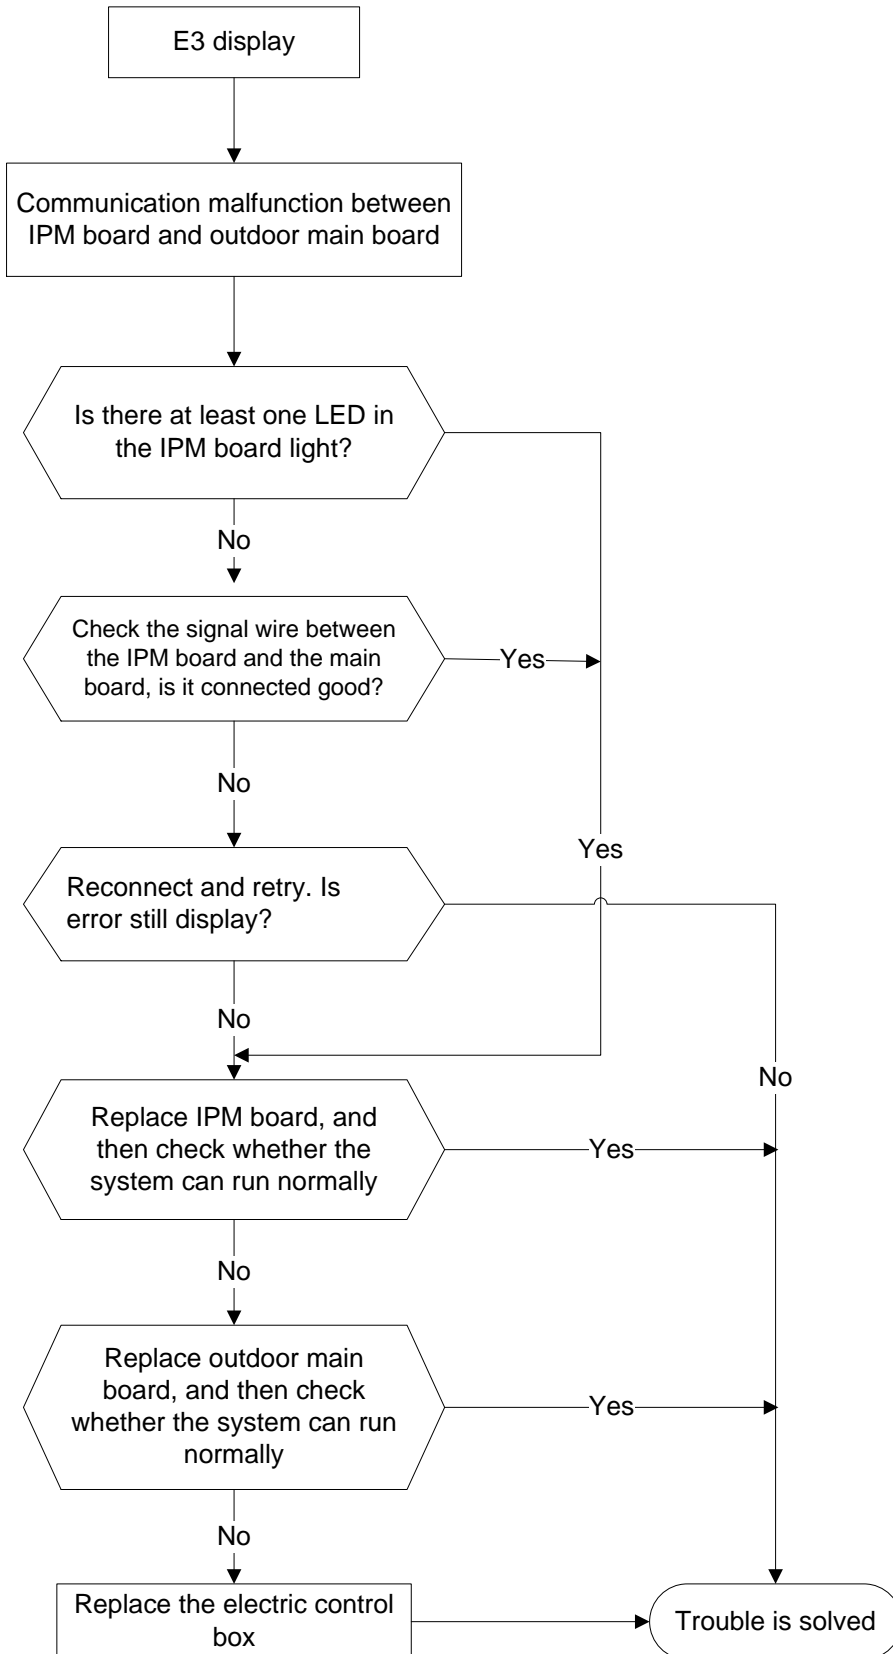 E3 display
Communication malfunction between
IPM board and outdoor main board
Is there at least one LED in
the IPM board light?
No
Check the signal wire between
the IPM board and the main
board, is it connected good?
Yes
No
Yes
Reconnect and retry. Is
error still display?
No
No
Replace IPM board, and
then check whether the
system can run normally
Yes
No
Replace outdoor main
board, and then check
whether the system can run
normally
Yes
No
Replace the electric control
box
Trouble is solved